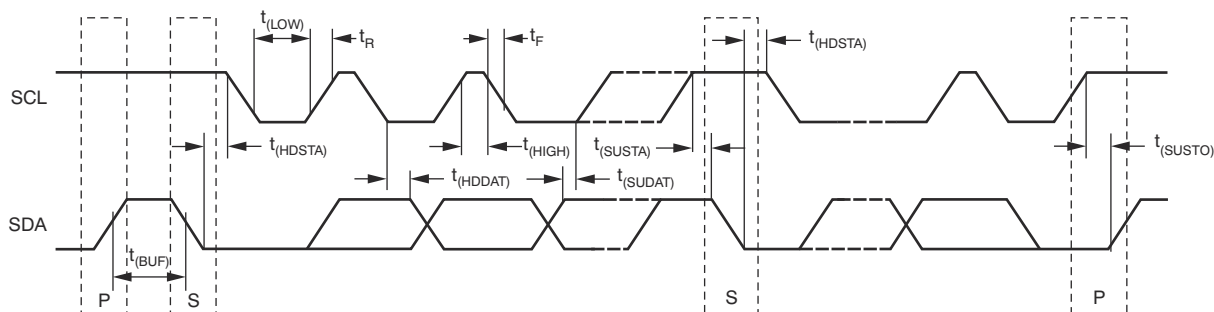 t(LOW)
tR
tF
t(HDSTA)
SCL
t(HDSTA)
t(HIGH)
t(SUSTA)
t(SUSTO)
t(HDDAT)
t(SUDAT)
SDA
t(BUF)
P
S
S
P